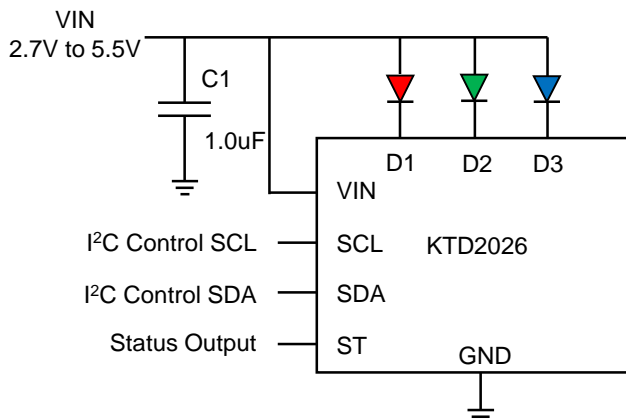 VIN
2.7V to 5.5V
C1
1.0uF
D1 D2 D3
VIN
I²C Control SCL SCL KTD2026
I²C Control SDA SDA
Status Output ST
GND